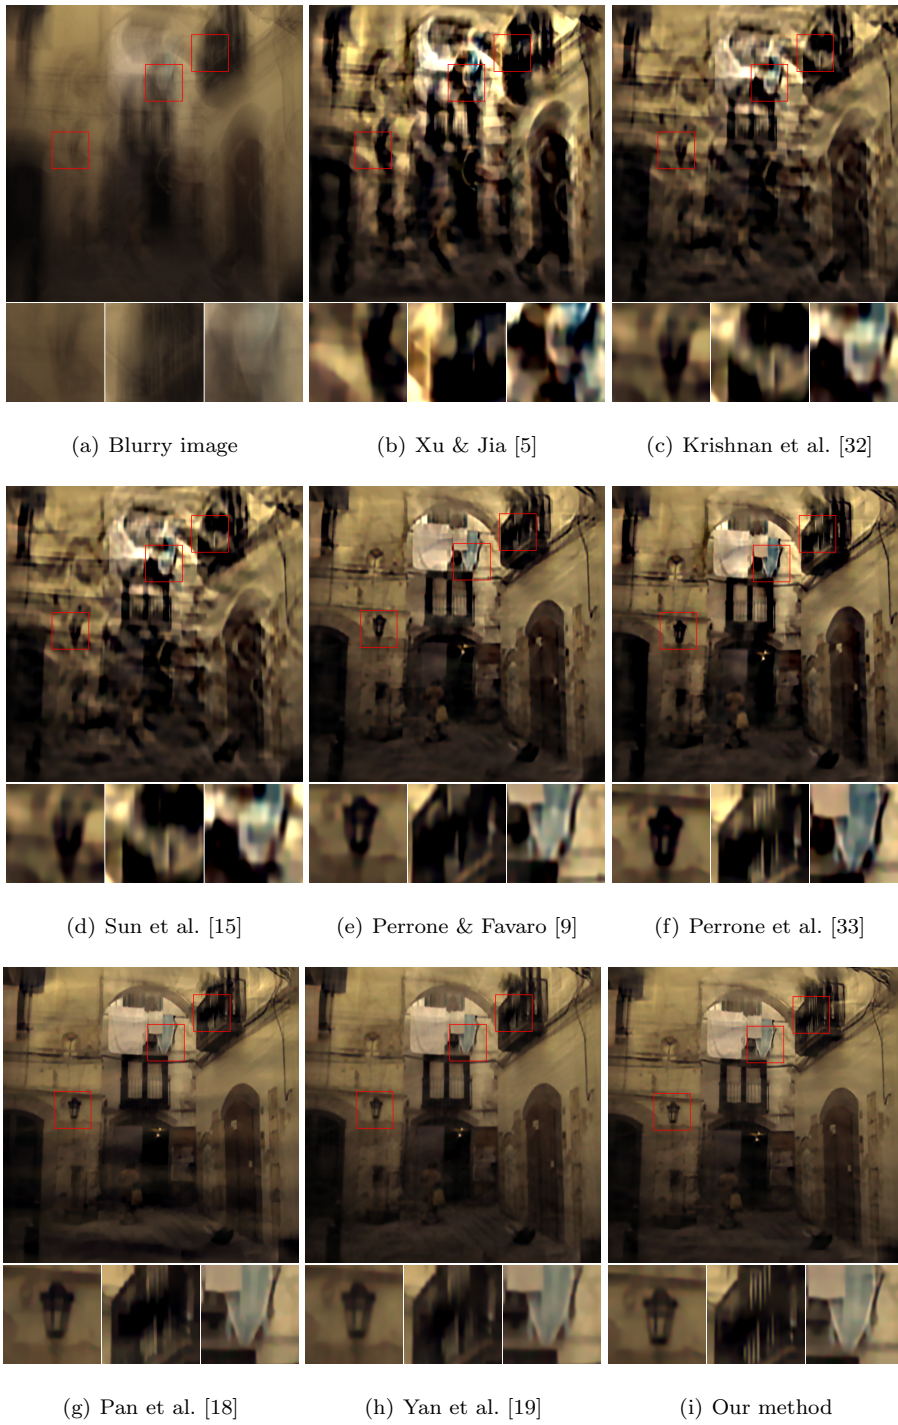 (a) Blurry image
(b) Xu & Jia [5]
(c) Krishnan et al. [32]
(d) Sun et al. [15]
(e) Perrone & Favaro [9]
(f) Perrone et al. [33]
(g) Pan et al. [18]
(h) Yan et al. [19]
(i) Our method